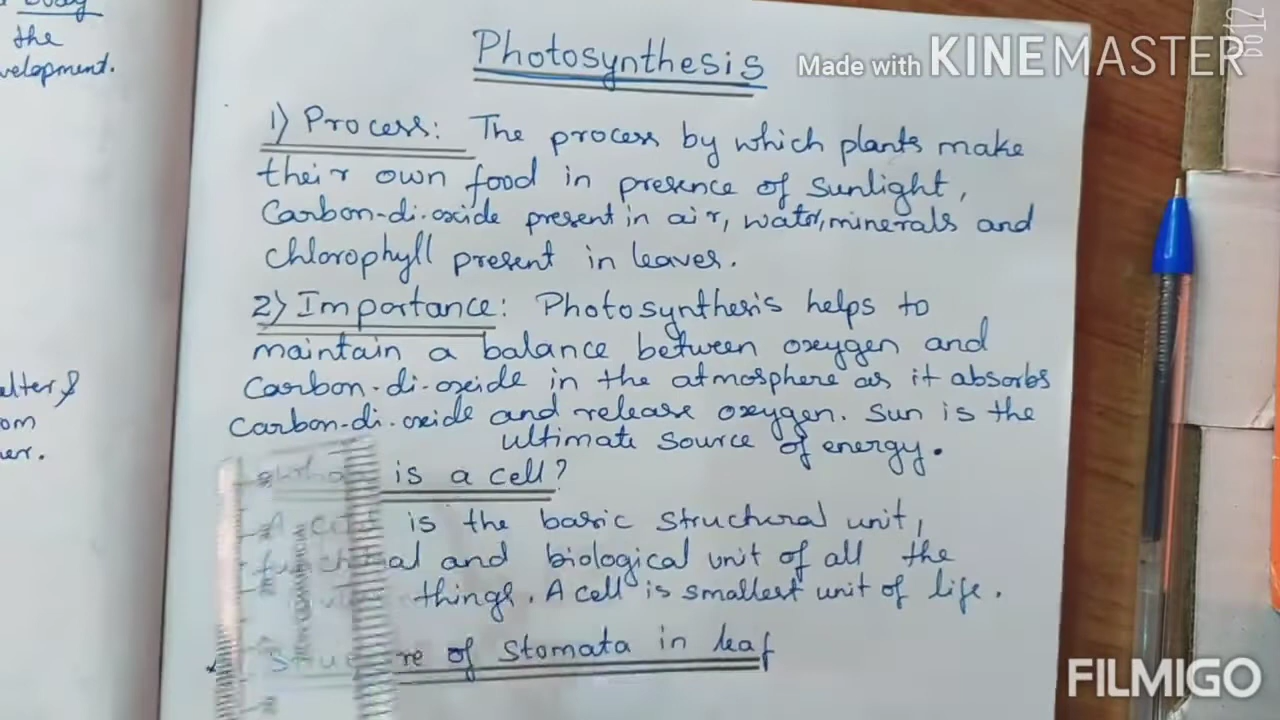 the
velopment.
alter &
om
Photosynthesis
1) Process: The process by which plants make
their own food in presence of sunlight,
Carbon-di-oxide present in air, water, minerals and
chlorophyll present in leaves.
2) Importance: Photosynthesis helps to
maintain a balance between oxygen and
Carbon-di-oxide in the atmosphere as it absorbs
Carbon-di-oxide and release oxygen. Sun is the
ultimate source of energy.
is a cell?
is the basic structural unit,
functional and biological unit of all the
things. A cell is smallest unit of life.
Structure of Stomata in leaf
Made with KINEMASTER
FILMIGO